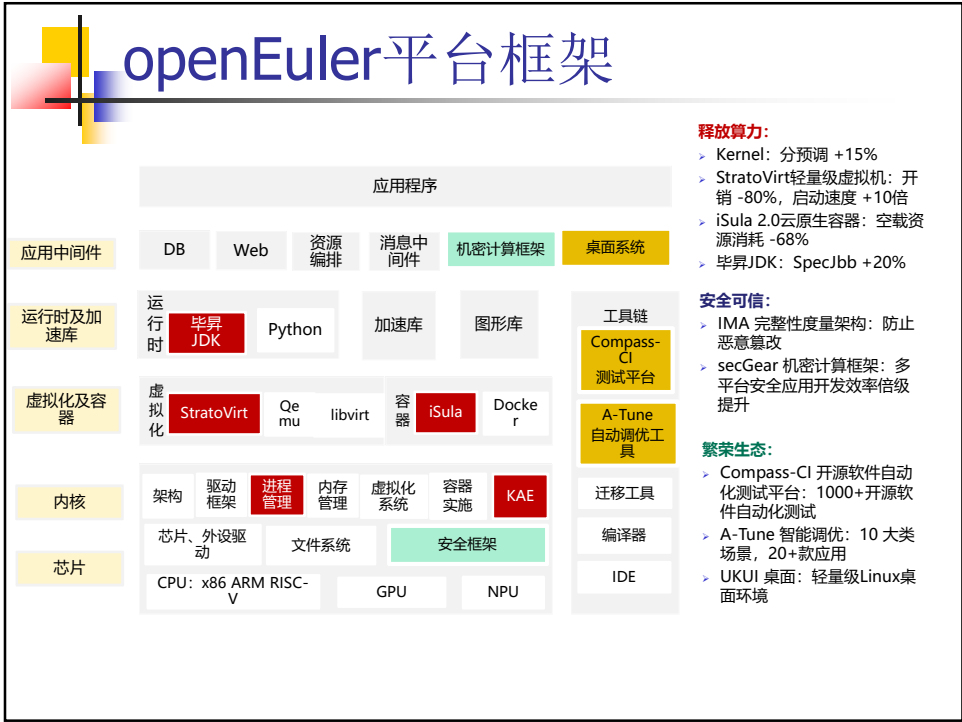 openEuler平台框架
应用程序
应用中间件
DB
Web
资源
编排
消息中
间件
机密计算框架
桌面系统
运行时及加
速库
运
行
时
毕昇
JDK
Python
加速库
图形库
虚拟化及容
器
虚
拟
化
StratoVirt
Qe
mu
libvirt
容
器
iSula
Docke
r
内核
架构
驱动
框架
进程
管理
内存
管理
虚拟化
系统
容器
实施
KAE
芯片、外设驱
动
文件系统
安全框架
芯片
CPU：x86 ARM RISC-
V
GPU
NPU
工具链
Compass-
CI
测试平台
A-Tune
自动调优工
具
迁移工具
编译器
IDE
释放算力：
➢ Kernel：分预调 +15%
➢ StratoVirt轻量级虚拟机：开
销 -80%，启动速度 +10倍
➢ iSula 2.0云原生容器：空载资
源消耗 -68%
➢ 毕昇JDK：SpecJbb +20%
安全可信：
➢ IMA 完整性度量架构：防止
恶意篡改
➢ secGear 机密计算框架：多
平台安全应用开发效率倍级
提升
繁荣生态：
➢ Compass-CI 开源软件自动
化测试平台：1000+开源软
件自动化测试
➢ A-Tune 智能调优：10 大类
场景，20+款应用
➢ UKUI 桌面：轻量级Linux桌
面环境